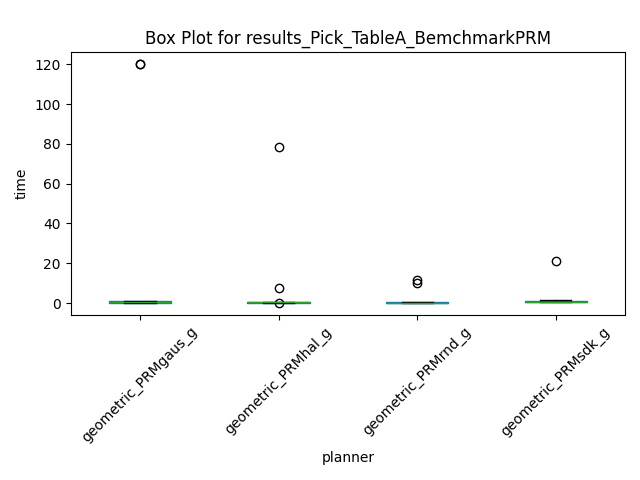 Box Plot for results_Pick_TableA_BemchmarkPRM
120
100
80
60
40
20
0
time
geometric_PRMgaus_g
geometric_PRMhal_g
geometric_PRMrnd_g
geometric_PRMsdk_g
planner